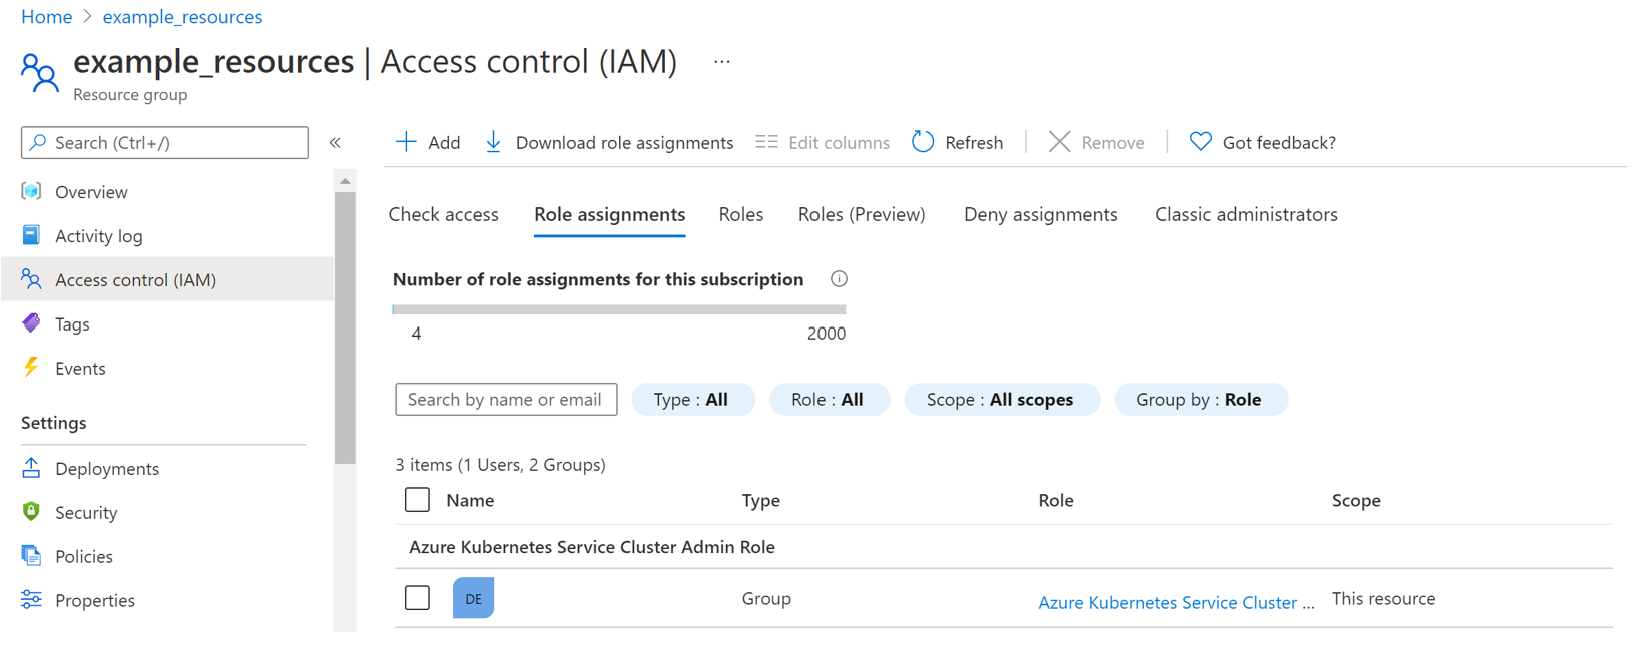 Home > example_resources
example_resources | Access control (IAM) ...
Resource group
Search (Ctrl+/) «
Overview
Activity log
Access control (IAM)
Tags
Events
Settings
Deployments
Security
Policies
Properties
Add Download role assignments Edit columns Refresh Remove Got feedback?
Check access Role assignments Roles Roles (Preview) Deny assignments Classic administrators
Number of role assignments for this subscription
4 2000
Search by name or email Type : All Role : All Scope : All scopes Group by : Role
3 items (1 Users, 2 Groups)
Name Type Role Scope
Azure Kubernetes Service Cluster Admin Role
DE Group Azure Kubernetes Service Cluster ... This resource